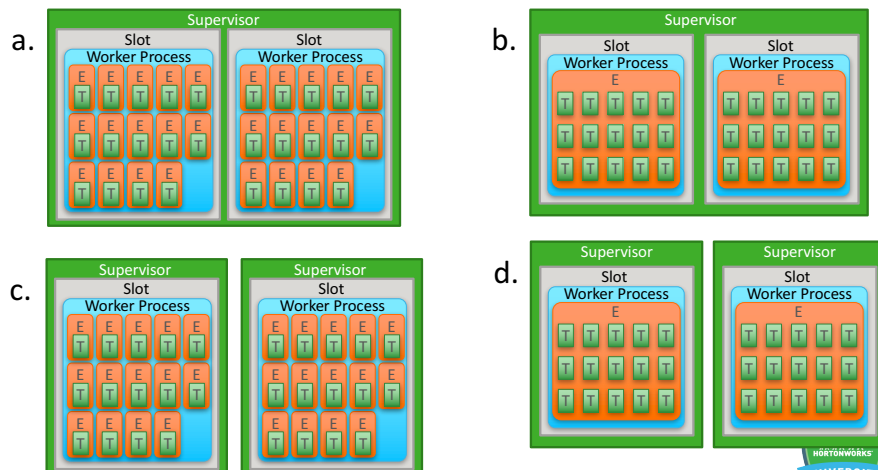 a.
Supervisor
Slot Slot
Worker Process Worker Process
E E E E E E E E E E
T T T T T T T T T T
E E E E E E E E E E
T T T T T T T T T T
E E E E E E E E
T T T T T T T T
b.
Supervisor
Slot Slot
Worker Process Worker Process
E E
T T T T T T T T T T
T T T T T T T T T T
T T T T T T T T T T
c.
Supervisor Supervisor
Slot Slot
Worker Process Worker Process
E E E E E E E E E E
T T T T T T T T T T
E E E E E E E E E E
T T T T T T T T T T
E E E E E E E E
T T T T T T T T
d.
Supervisor Supervisor
Slot Slot
Worker Process Worker Process
E E
T T T T T T T T T T
T T T T T T T T T T
T T T T T T T T T T
HORTONWORKS